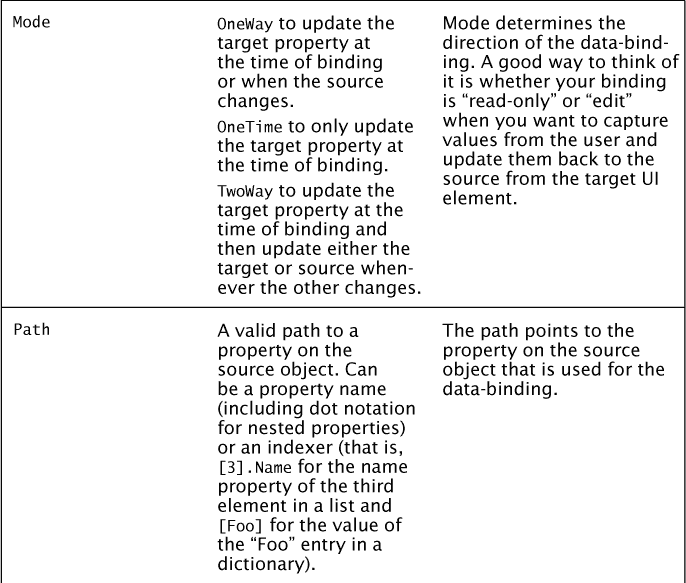 Mode
OneWay to update the
target property at
the time of binding
or when the source
changes.
OneTime to only update
the target property at
the time of binding.
TwoWay to update the
target property at the
time of binding and
then update either the
target or source when-
ever the other changes.
Mode determines the
direction of the data-bind-
ing. A good way to think of
it is whether your binding
is “read-only” or “edit”
when you want to capture
values from the user and
update them back to the
source from the target UI
element.
Path
A valid path to a
property on the
source object. Can
be a property name
(including dot notation
for nested properties)
or an indexer (that is,
[3].Name for the name
property of the third
element in a list and
[Foo] for the value of
the “Foo” entry in a
dictionary).
The path points to the
property on the source
object that is used for the
data-binding.